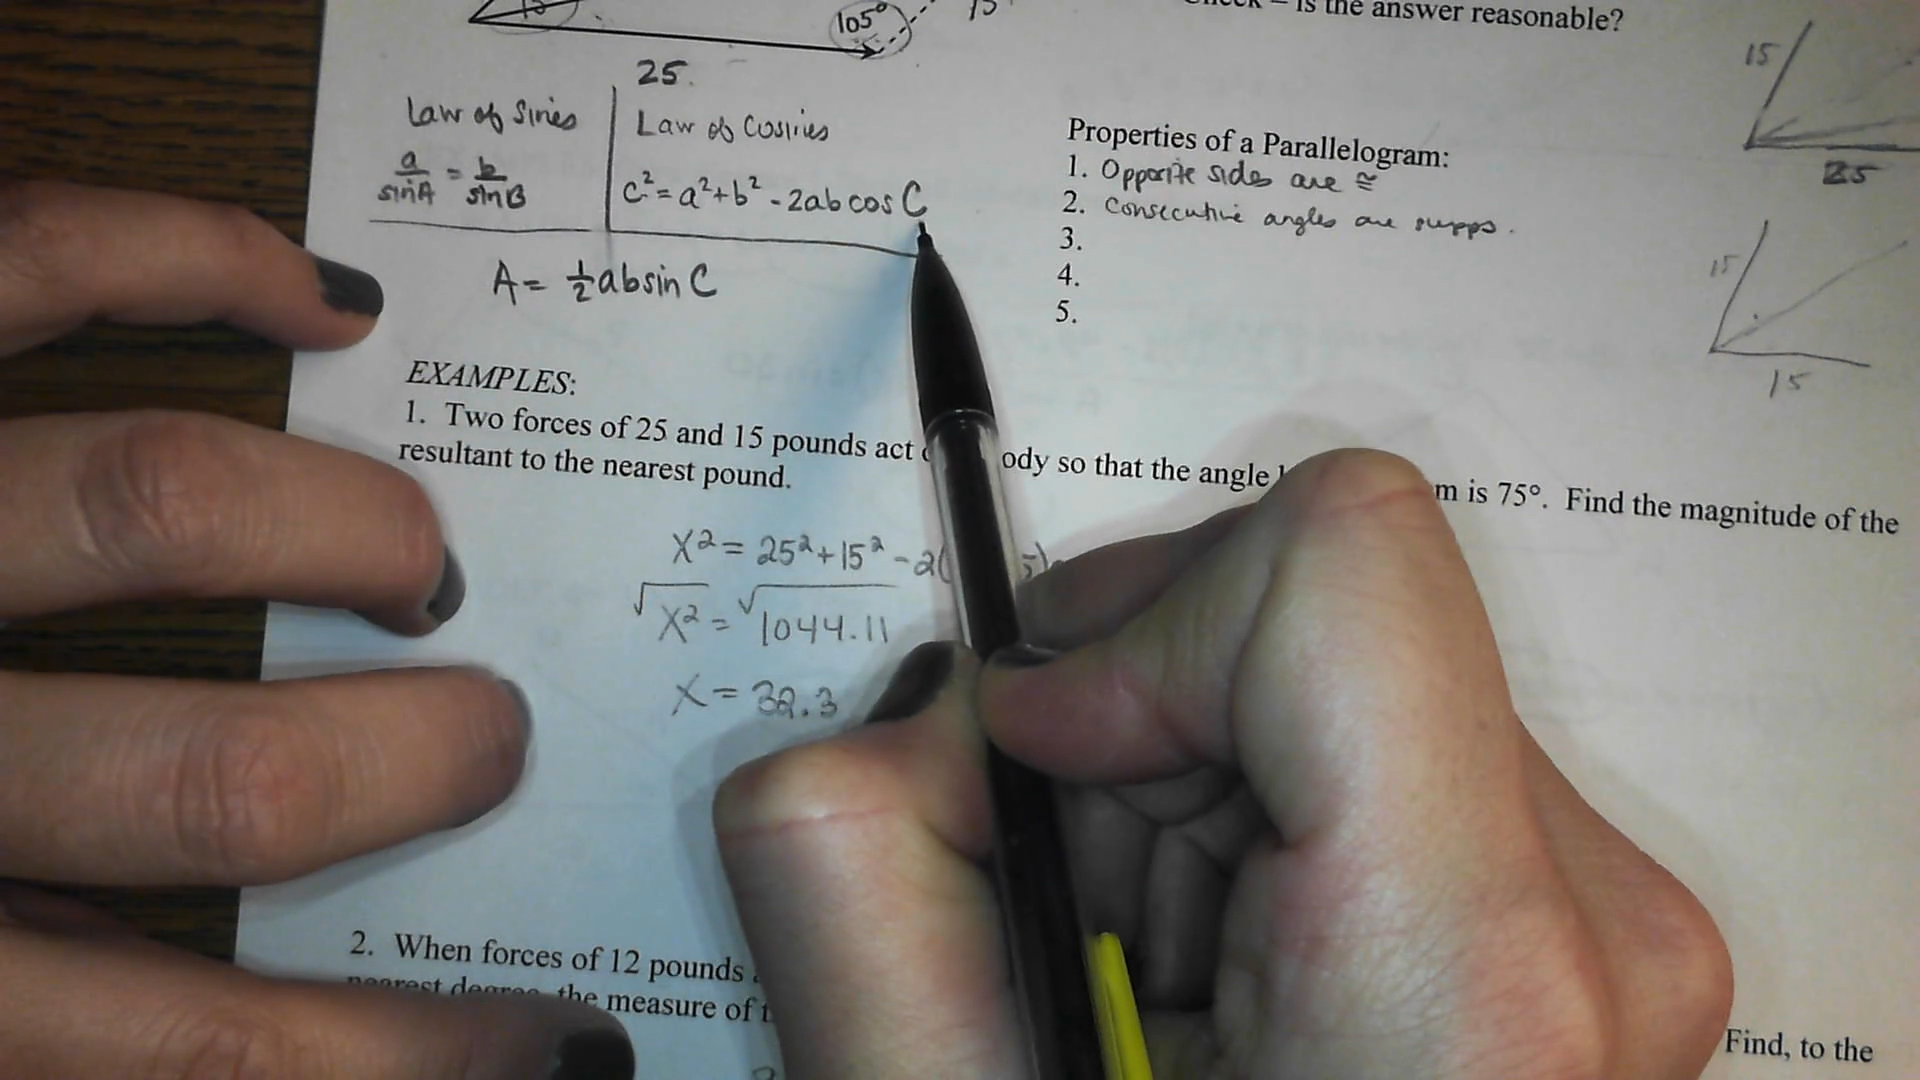 105°
15
is the answer reasonable?
25
Law of Sines
a/sinA = b/sinB
Law of Cosines
c² = a² + b² - 2ab cos C
A = ½ absin C
Properties of a Parallelogram:
1. Opposite sides are ≅
2. Consecutive angles are supps.
3.
4.
5.
15
25
15
15
EXAMPLES:
1. Two forces of 25 and 15 pounds act ody so that the angle m is 75°. Find the magnitude of the
resultant to the nearest pound.
x² = 25² + 15² - 2(
√x² = √1044.11
x = 32.3
2. When forces of 12 pounds
Find, to the
nearest degree, the measure of